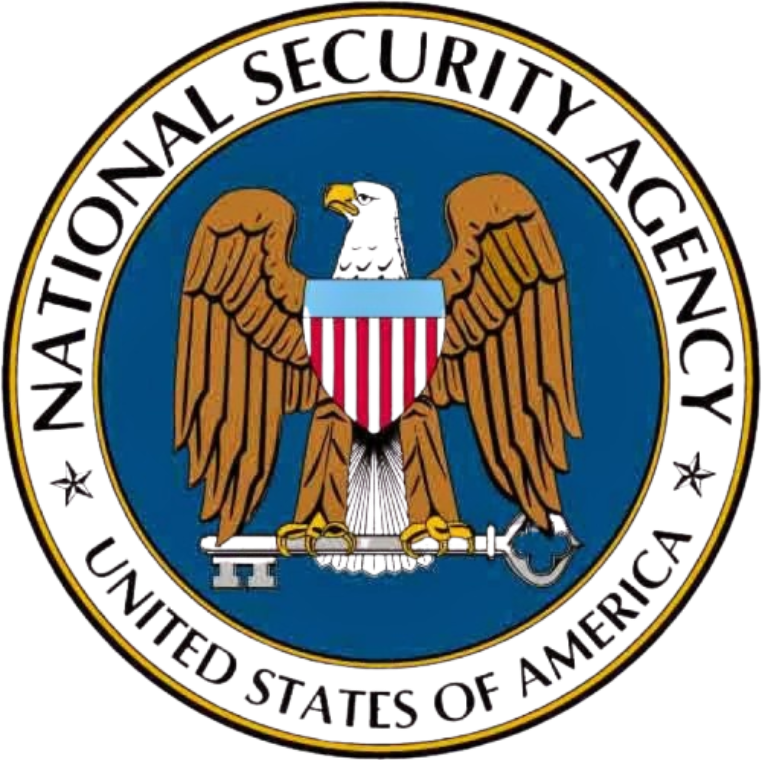 NATIONAL SECURITY AGENCY
UNITED STATES OF AMERICA